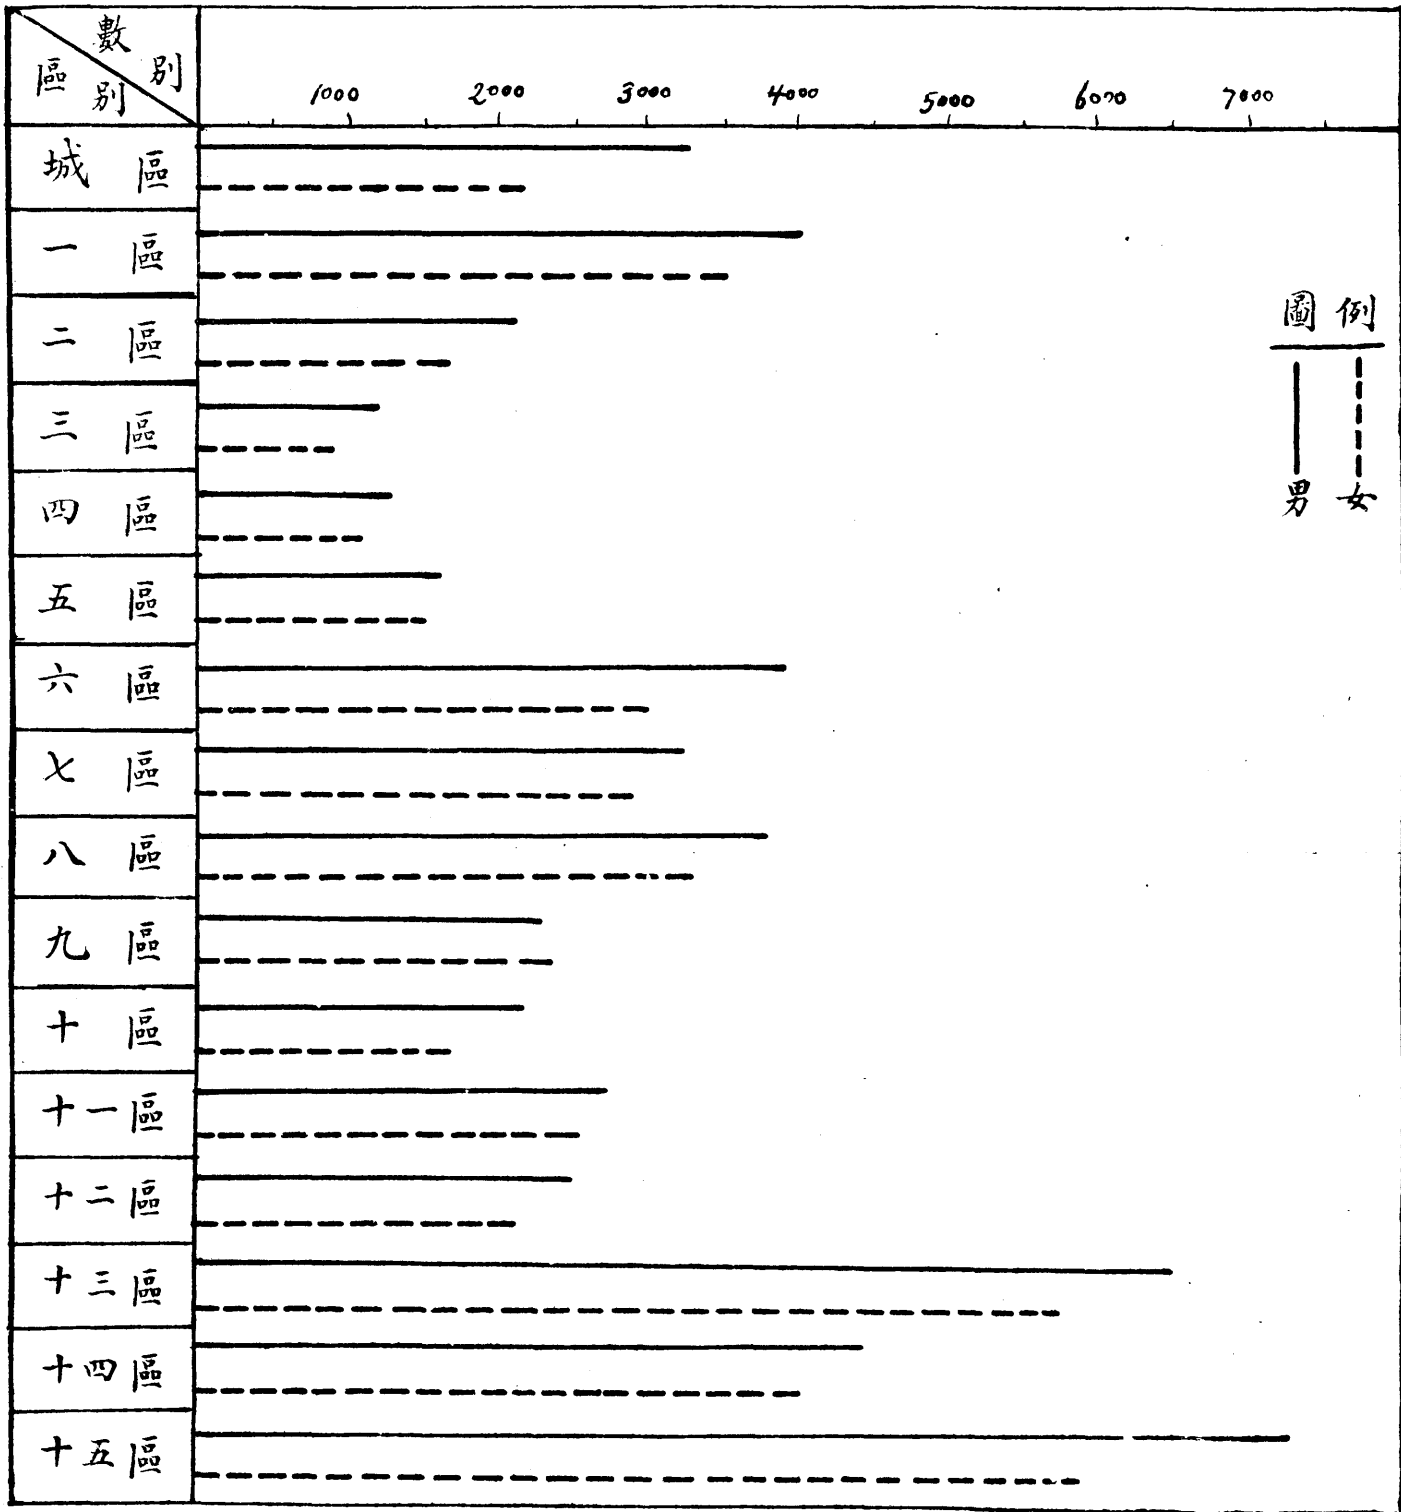 數別
區別
1000 2000 3000 4000 5000 6000 7000
城區
一區
二區
三區
四區
五區
六區
七區
八區
九區
十區
十一區
十二區
十三區
十四區
十五區
圖例
男 女